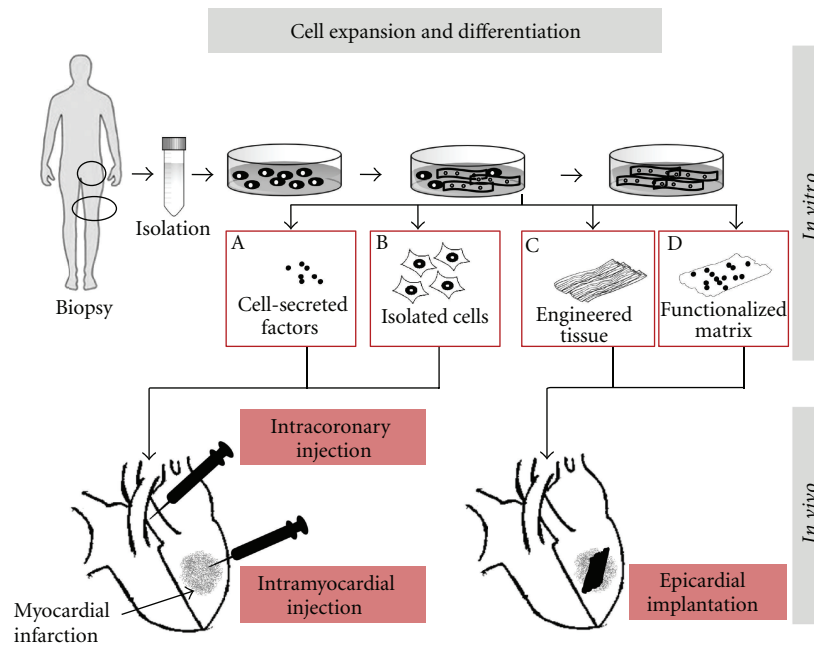 Cell expansion and differentiation
In vitro
Isolation
Biopsy
A
Cell-secreted
factors
B
Isolated cells
C
Engineered
tissue
D
Functionalized
matrix
Intracoronary
injection
Intramyocardial
injection
Myocardial
infarction
Epicardial
implantation
In vivo